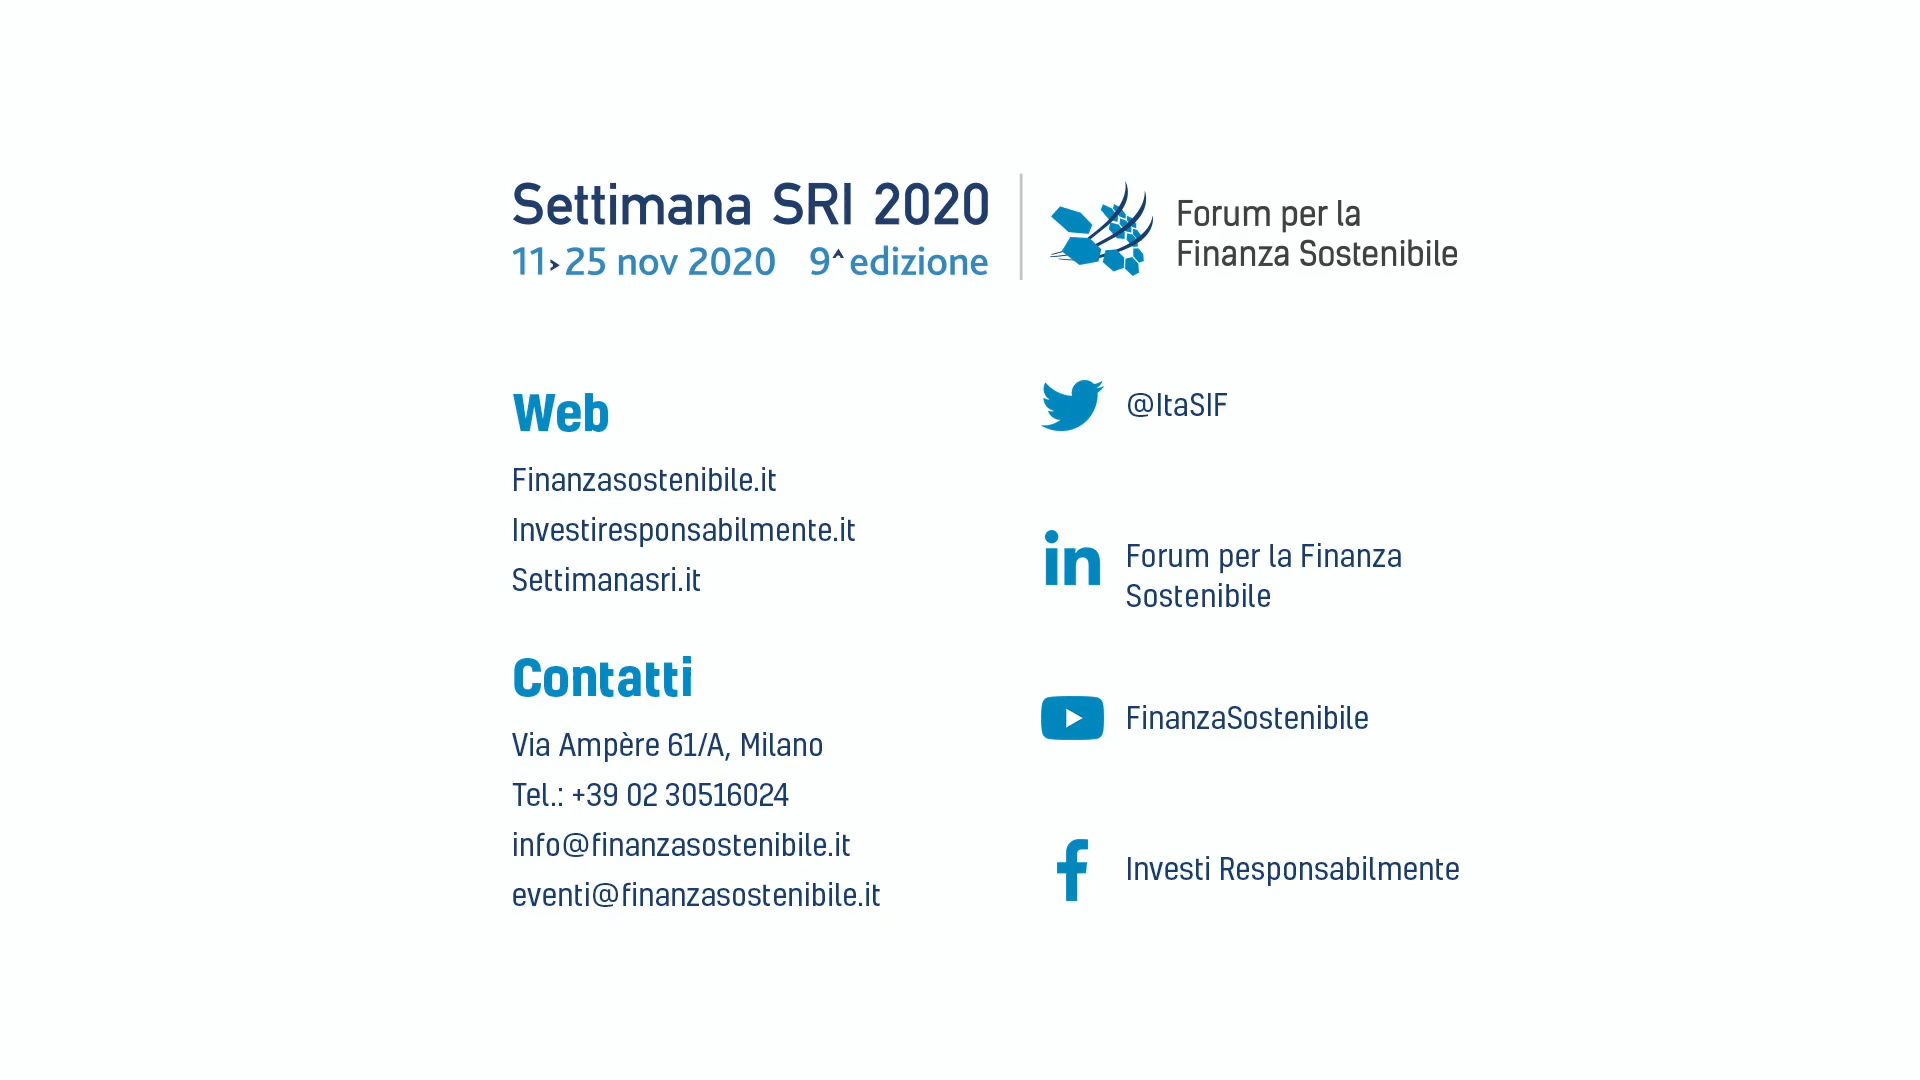 Settimana SRI 2020
11>25 nov 2020 9^ edizione
Forum per la
Finanza Sostenibile
Web
Finanzasostenibile.it
Investiresponsabilmente.it
Settimanasri.it
Contatti
Via Ampère 61/A, Milano
Tel.: +39 02 30516024
info@finanzasostenibile.it
eventi@finanzasostenibile.it
@ItaSIF
in
Forum per la Finanza
Sostenibile
FinanzaSostenibile
f
Investi Responsabilmente